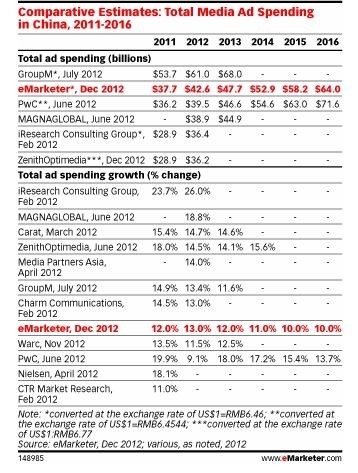 Comparative Estimates: Total Media Ad Spending
in China, 2011-2016
2011 2012 2013 2014 2015 2016
Total ad spending (billions)
GroupM*, July 2012 $53.7 $61.0 $68.0 - - -
eMarketer*, Dec 2012 $37.7 $42.6 $47.7 $52.9 $58.2 $64.0
PwC**, June 2012 $36.2 $39.5 $46.6 $54.6 $63.0 $71.6
MAGNAGLOBAL, June 2012 - $38.9 $44.9 - - -
iResearch Consulting Group*, $28.9 $36.4 - - - -
Feb 2012
ZenithOptimedia***, Dec 2012 $28.9 $36.2 - - - -
Total ad spending growth (% change)
iResearch Consulting Group, 23.7% 26.0% - - - -
Feb 2012
MAGNAGLOBAL, June 2012 - 18.8% - - - -
Carat, March 2012 15.4% 14.7% 14.6% - - -
ZenithOptimedia, June 2012 18.0% 14.5% 14.1% 15.6% - -
Media Partners Asia, - 14.0% - - - -
April 2012
GroupM, July 2012 14.9% 13.4% 11.6% - - -
Charm Communications, 14.5% 13.0% - - - -
Feb 2012
eMarketer, Dec 2012 12.0% 13.0% 12.0% 11.0% 10.0% 10.0%
Warc, Nov 2012 13.5% 11.5% 12.5% - - -
PwC, June 2012 19.9% 9.1% 18.0% 17.2% 15.4% 13.7%
Nielsen, April 2012 18.1% - - - - -
CTR Market Research, 11.0% - - - - -
Feb 2012
Note: *converted at the exchange rate of US$1=RMB6.46; **converted
at the exchange rate of US$1=RMB6.4544; ***converted at the exchange
rate of US$1:RMB6.77
Source: eMarketer, Dec 2012; various, as noted, 2012
148985 www.eMarketer.com